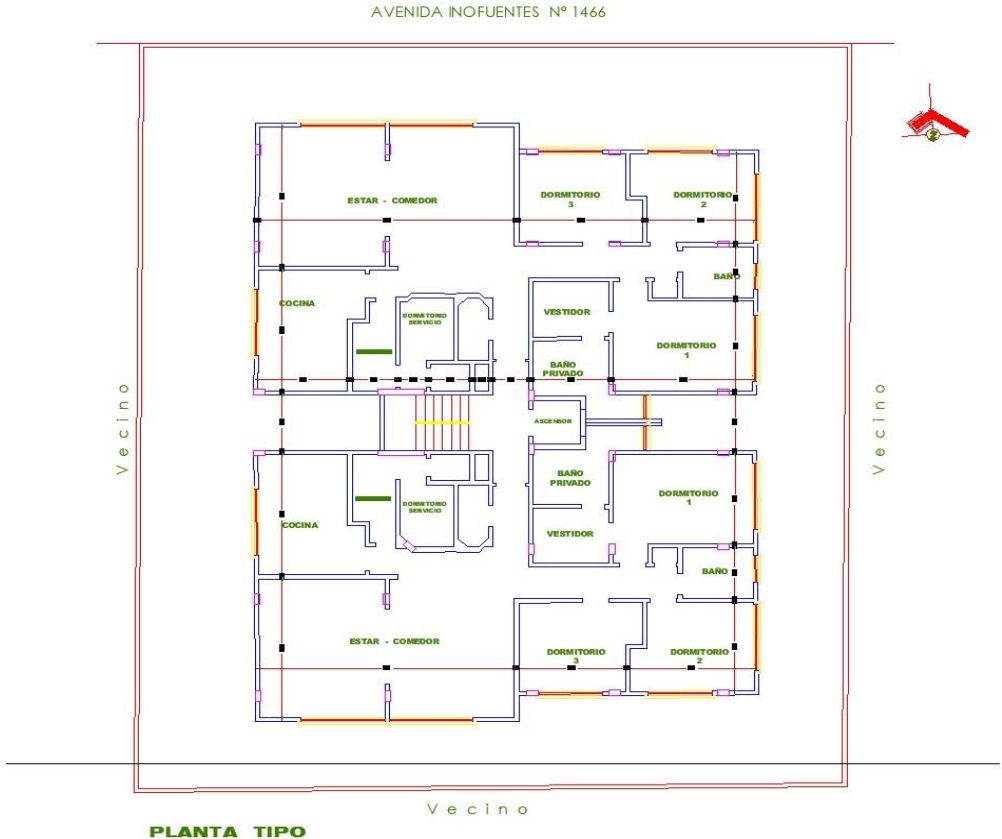 AVENIDA INOFUENTES Nº 1466
DORMITORIO
3
DORMITORIO
2
ESTAR - COMEDOR
BAÑO
COCINA
DORMITORIO
SERVICIO
VESTIDOR
DORMITORIO
1
BAÑO
PRIVADO
Vecino
Vecino
ASCENSOR
BAÑO
PRIVADO
DORMITORIO
1
DORMITORIO
SERVICIO
COCINA
VESTIDOR
BAÑO
ESTAR - COMEDOR
DORMITORIO
3
DORMITORIO
2
Vecino
PLANTA TIPO